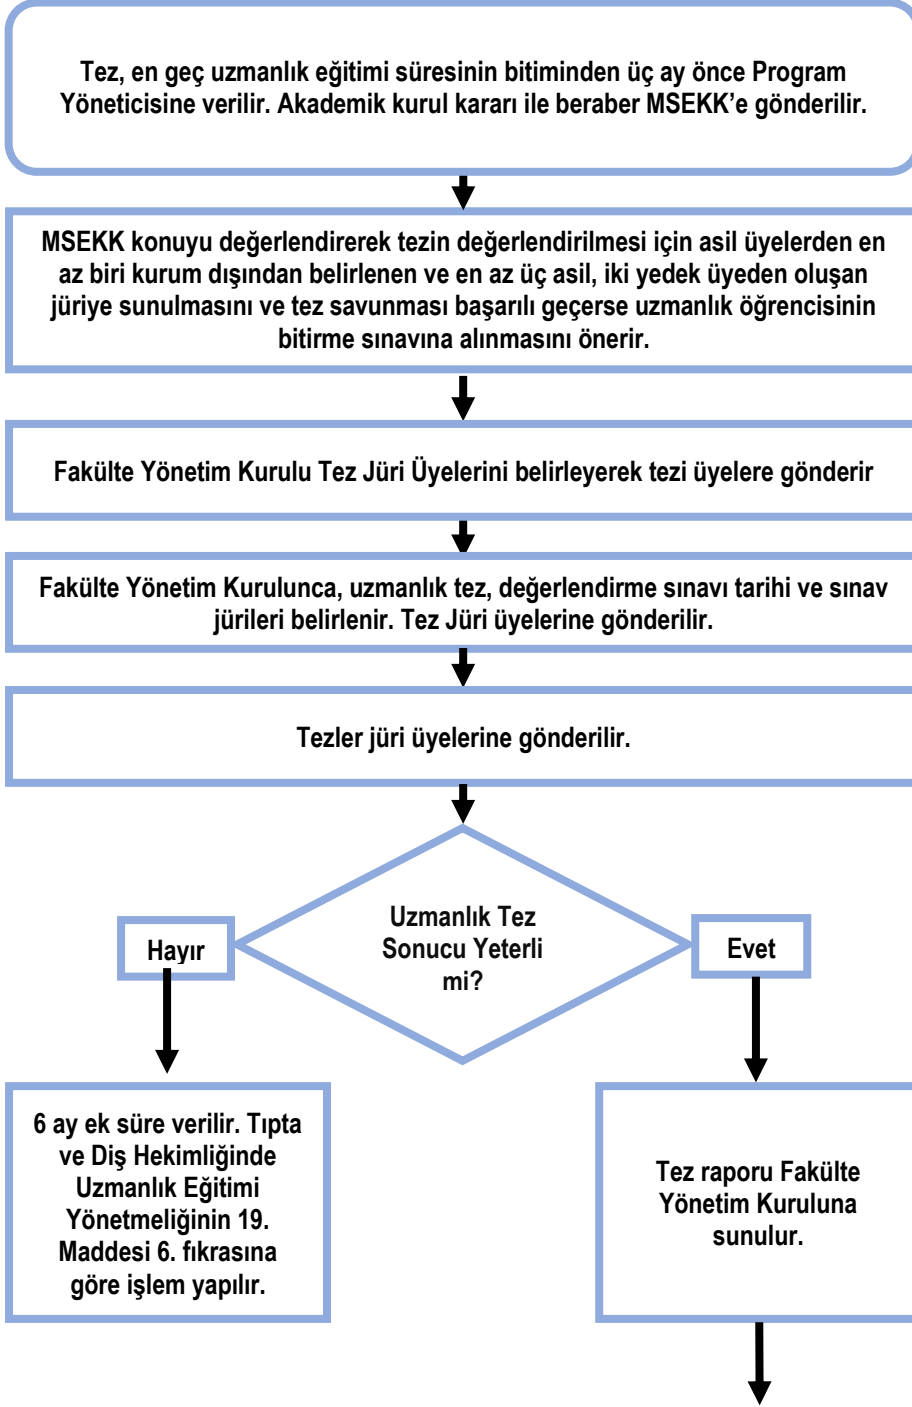 Tez, en geç uzmanlık eğitimi süresinin bitiminden üç ay önce Program
Yöneticisine verilir. Akademik kurul kararı ile beraber MSEKK’e gönderilir.
MSEKK konuyu değerlendirerek tezin değerlendirilmesi için asil üyelerden en
az biri kurum dışından belirlenen ve en az üç asil, iki yedek üyeden oluşan
jüriye sunulmasını ve tez savunması başarılı geçerse uzmanlık öğrencisinin
bitirme sınavına alınmasını önerir.
Fakülte Yönetim Kurulu Tez Jüri Üyelerini belirleyerek tezi üyelere gönderir
Fakülte Yönetim Kurulunca, uzmanlık tez, değerlendirme sınavı tarihi ve sınav
jürileri belirlenir. Tez Jüri üyelerine gönderilir.
Tezler jüri üyelerine gönderilir.
Uzmanlık Tez
Sonucu Yeterli
mi?
Hayır
Evet
6 ay ek süre verilir. Tıpta
ve Diş Hekimliğinde
Uzmanlık Eğitimi
Yönetmeliğinin 19.
Maddesi 6. fıkrasına
göre işlem yapılır.
Tez raporu Fakülte
Yönetim Kuruluna
sunulur.